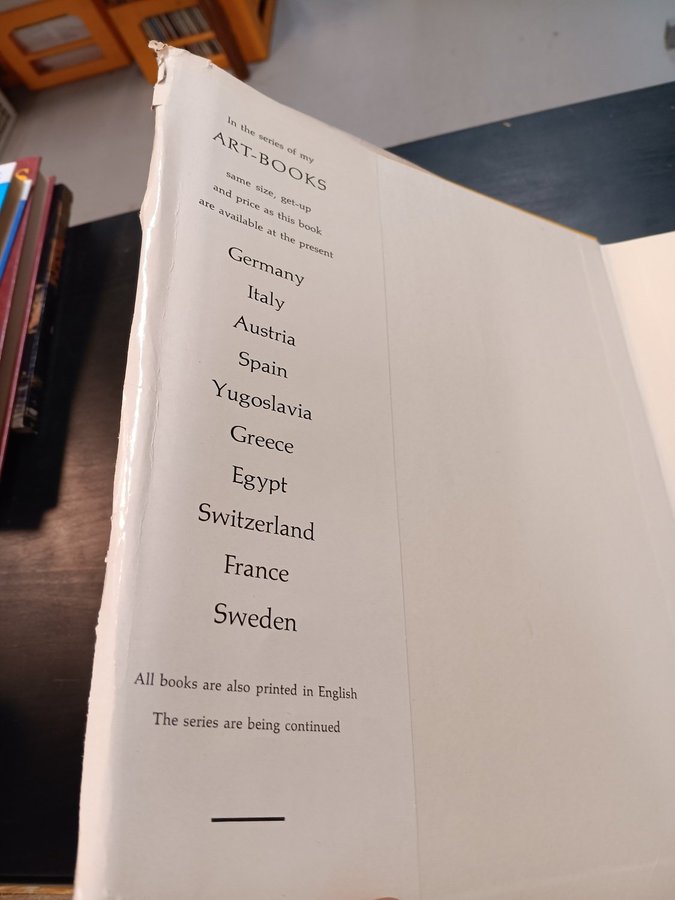 In the series of my
ART-BOOKS
same size, get-up
and price as this book
are available at the present
Germany
Italy
Austria
Spain
Yugoslavia
Greece
Egypt
Switzerland
France
Sweden
All books are also printed in English
The series are being continued